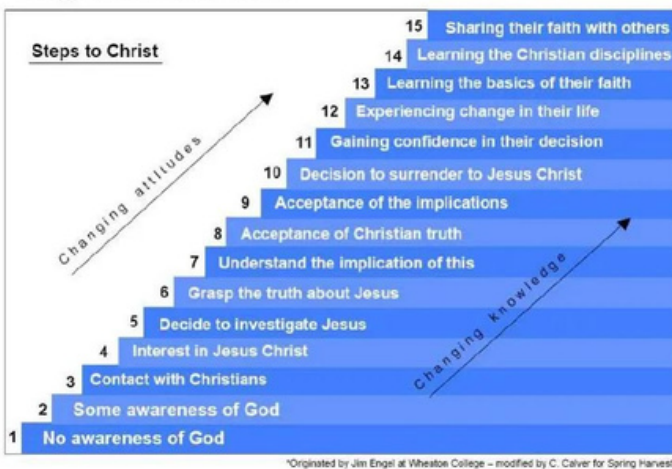 Steps to Christ
15 Sharing their faith with others
14 Learning the Christian disciplines
13 Learning the basics of their faith
12 Experiencing change in their life
11 Gaining confidence in their decision
10 Decision to surrender to Jesus Christ
9 Acceptance of the implications
8 Acceptance of Christian truth
7 Understand the implication of this
6 Grasp the truth about Jesus
5 Decide to investigate Jesus
4 Interest in Jesus Christ
3 Contact with Christians
2 Some awareness of God
1 No awareness of God
Changing attitudes
Changing knowledge
*Originated by Jim Engel at Wheaton College – modified by C. Calver for Spring Harvest